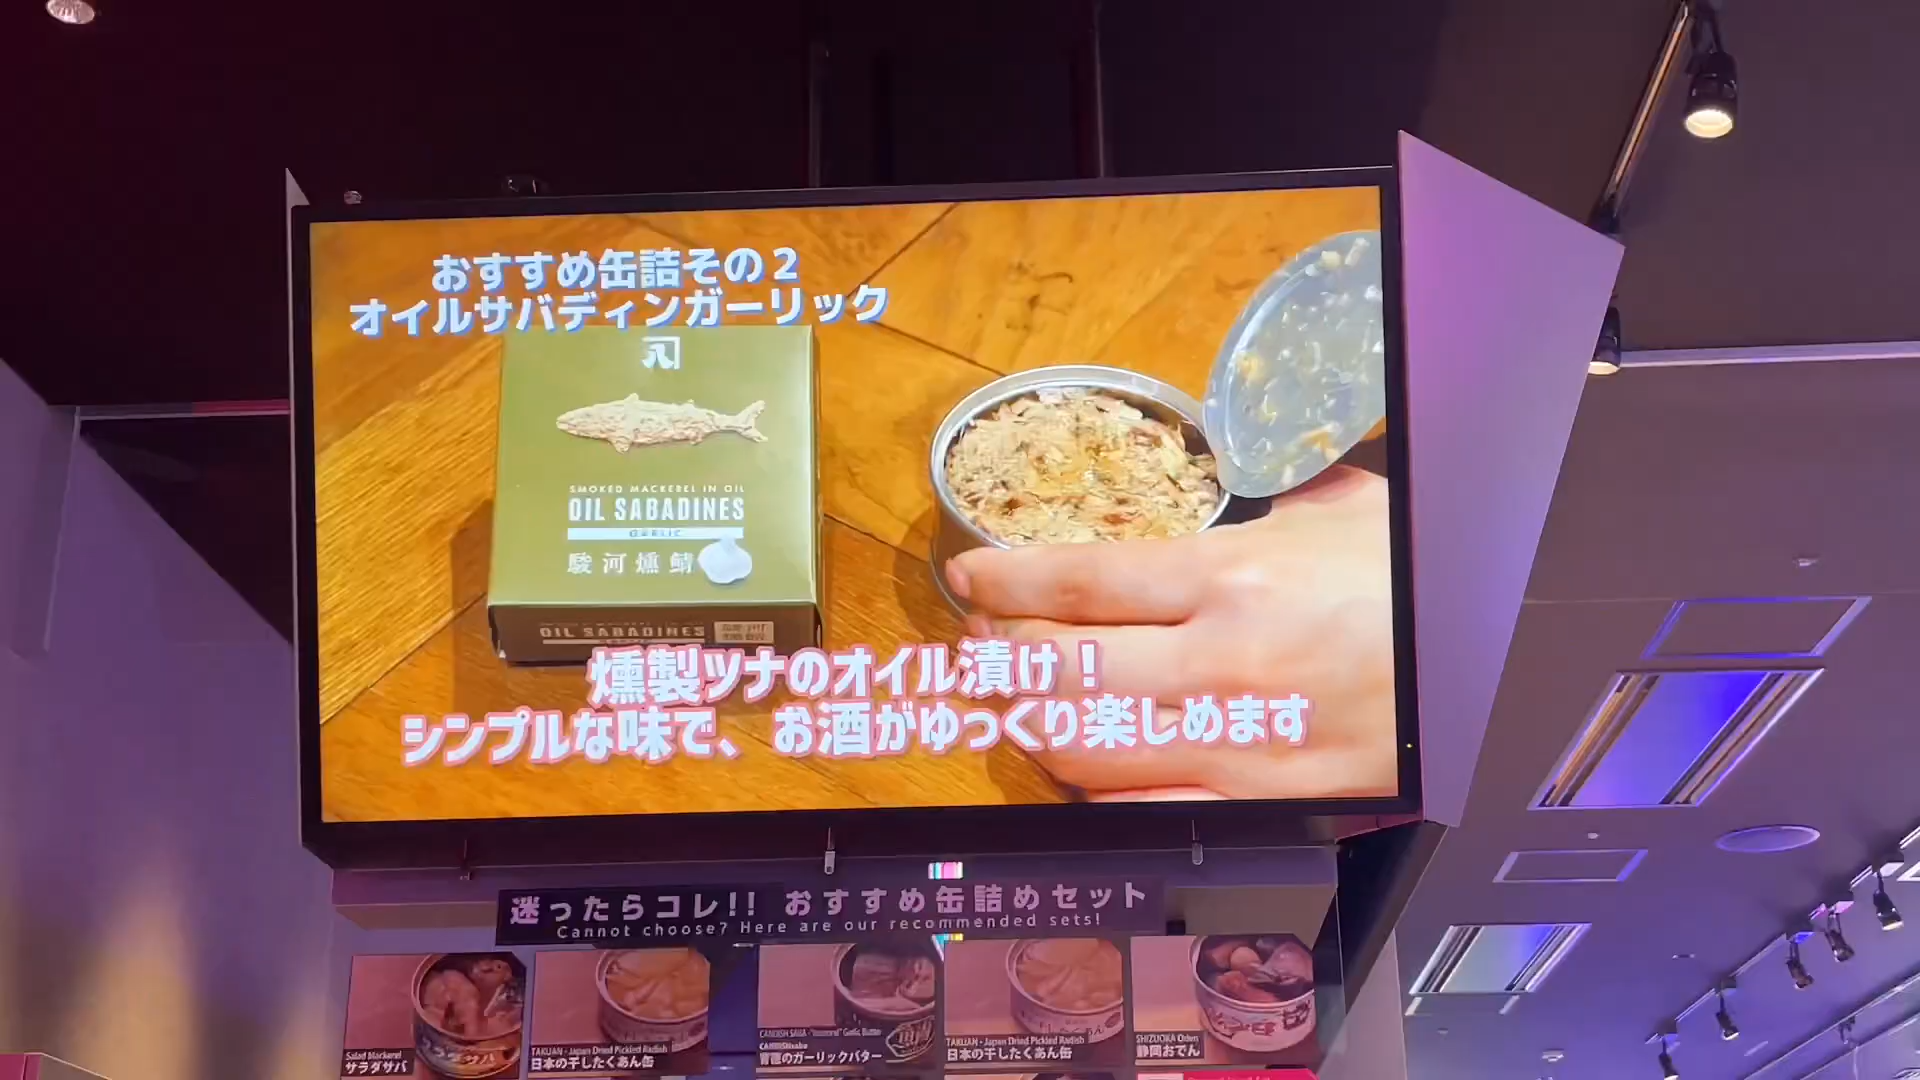 おすすめ缶詰その2
オイルサバディンガーリック
SMOKED MACKEREL IN OIL
OIL SABADINES
GARLIC
駿河燻鯖
OIL SABADINES
燻製ツナのオイル漬け！
シンプルな味で、お酒がゆっくり楽しめます
迷ったらコレ!! おすすめ缶詰めセット
Cannot choose? Here are our recommended sets!
Salad Mackerel
サラダサバ
TAKUAN - Japan Dried Pickled Radish
日本の干したくあん缶
Garlic Butter
のガーリックバター
TAKUAN - Japan Dried Pickled Radish
日本の干したくあん缶
SHIZUOKA Oden
静岡おでん